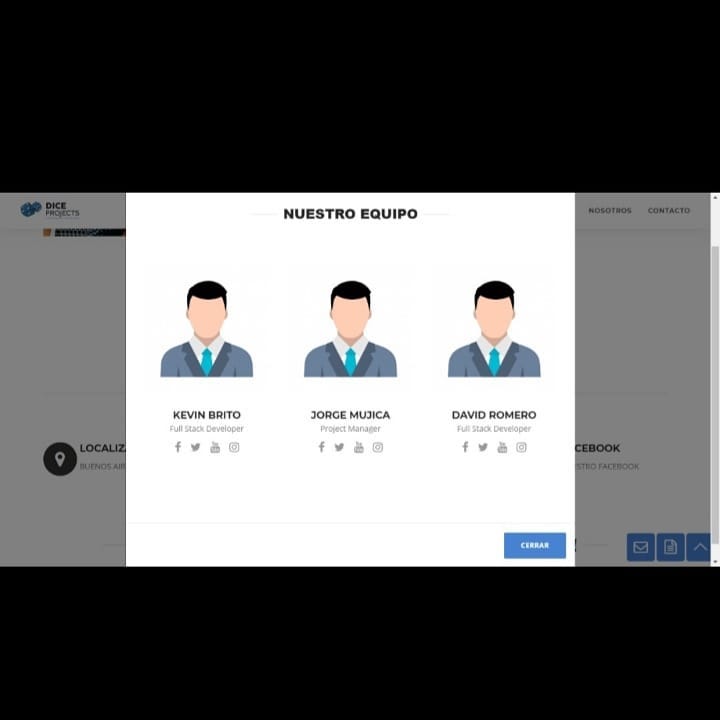 DICE
PROJECTS
NUESTRO EQUIPO
NOSOTROS
CONTACTO
KEVIN BRITO
Full Stack Developer
JORGE MUJICA
Project Manager
DAVID ROMERO
Full Stack Developer
LOCALIZ
BUENOS AIR
CEBOOK
STRO FACEBOOK
CERRAR